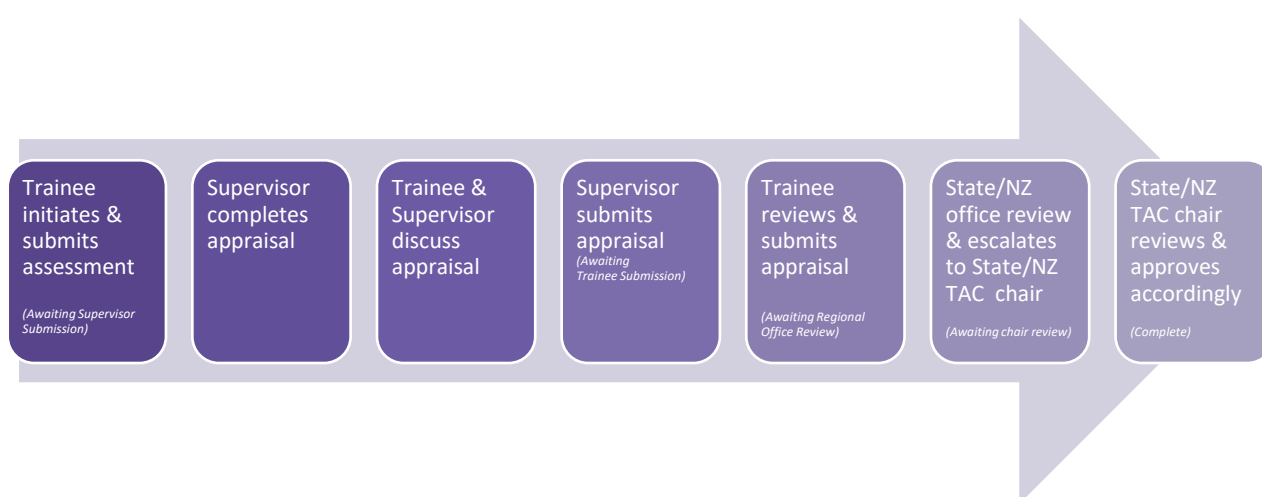 Trainee
initiates &
submits
assessment
(Awaiting Supervisor
Submission)
Supervisor
completes
appraisal
Trainee &
Supervisor
discuss
appraisal
Supervisor
submits
appraisal
(Awaiting
Trainee Submission)
Trainee
reviews &
submits
appraisal
(Awaiting Regional
Office Review)
State/NZ
office review
& escalates
to State/NZ
TAC chair
(Awaiting chair review)
State/NZ
TAC chair
reviews &
approves
accordingly
(Complete)